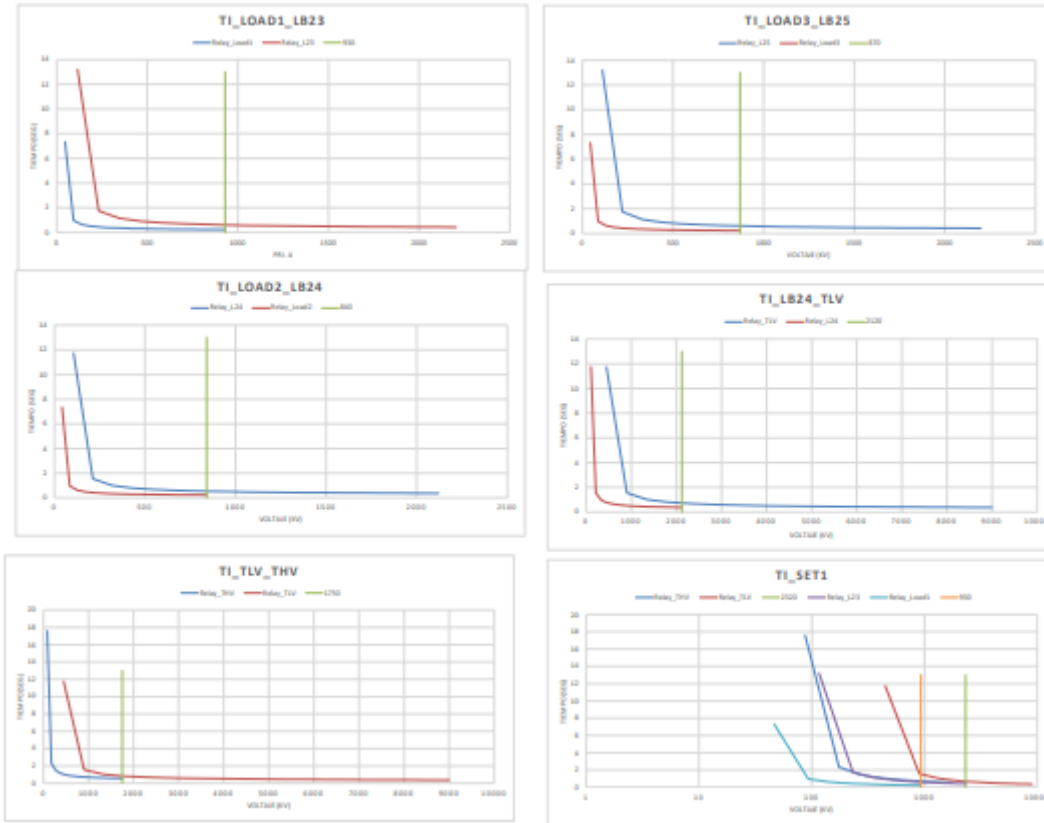 TI_LOAD1_LB23
Relay_Load1 Relay_L23 930
TIEMPO(SEG)
14
12
10
8
6
4
2
0
0 500 1000 1500 2000 2500
PRI. A
TI_LOAD3_LB25
Relay_L25 Relay_Load3 870
TIEMPO (SEG)
14
12
10
8
6
4
2
0
0 500 1000 1500 2000 2500
VOLTAJE (KV)
TI_LOAD2_LB24
Relay_L24 Relay_Load2 840
TIEMPO (SEG)
14
12
10
8
6
4
2
0
0 500 1000 1500 2000 2500
VOLTAJE (KV)
TI_LB24_TLV
Relay_TLV Relay_L24 2120
TIEMPO (SEG)
14
12
10
8
6
4
2
0
0 1000 2000 3000 4000 5000 6000 7000 8000 9000 1000
VOLTAJE (KV)
TI_TLV_THV
Relay_THV Relay_TLV 1750
TIEMPO(SEG)
20
18
16
14
12
10
8
6
4
2
0
0 1000 2000 3000 4000 5000 6000 7000 8000 9000 10000
VOLTAJE (KV)
TI_SET1
Relay_THV Relay_TLV 2320 Relay_L23 Relay_Load1 930
TIEMPO(SEG)
20
18
16
14
12
10
8
6
4
2
0
1 10 100 1000
VOLTAJE (KV)